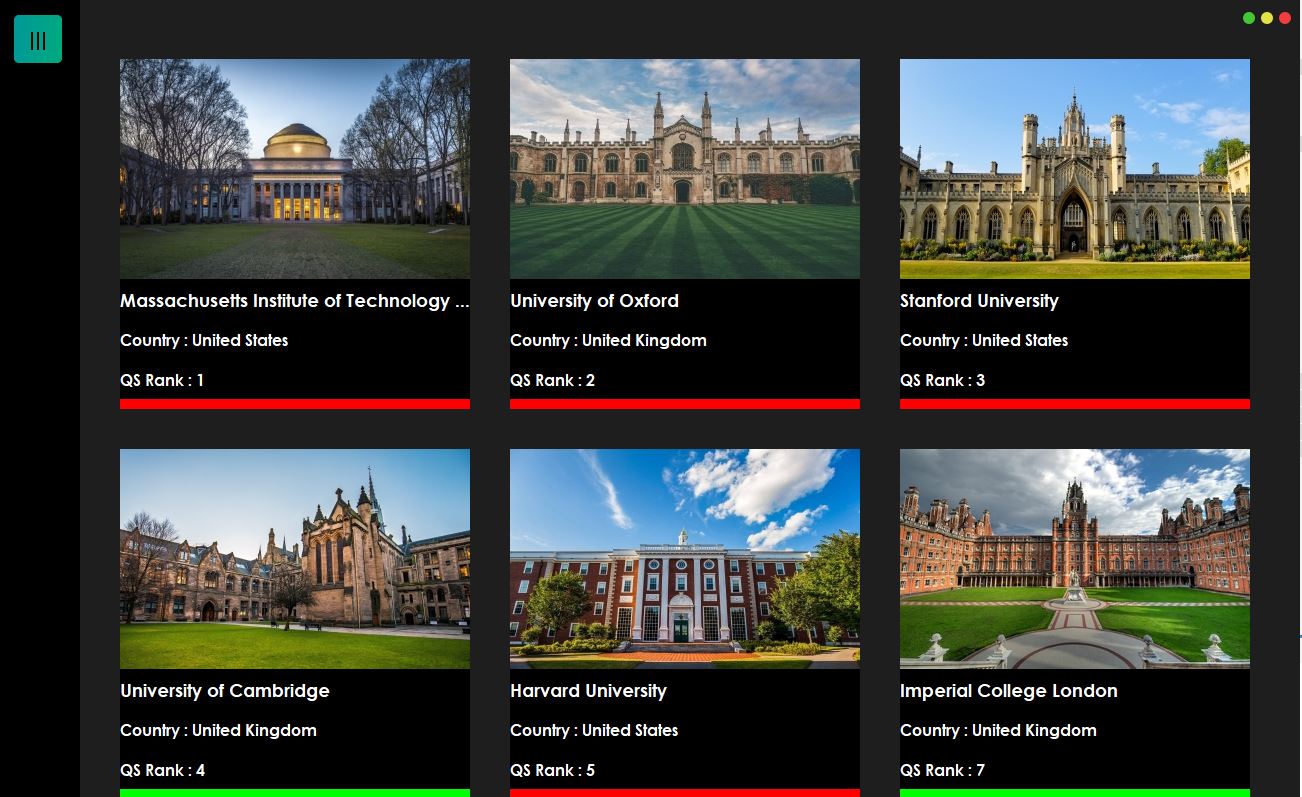 Massachusetts Institute of Technology ...
Country : United States
QS Rank : 1
University of Oxford
Country : United Kingdom
QS Rank : 2
Stanford University
Country : United States
QS Rank : 3
University of Cambridge
Country : United Kingdom
QS Rank : 4
Harvard University
Country : United States
QS Rank : 5
Imperial College London
Country : United Kingdom
QS Rank : 7